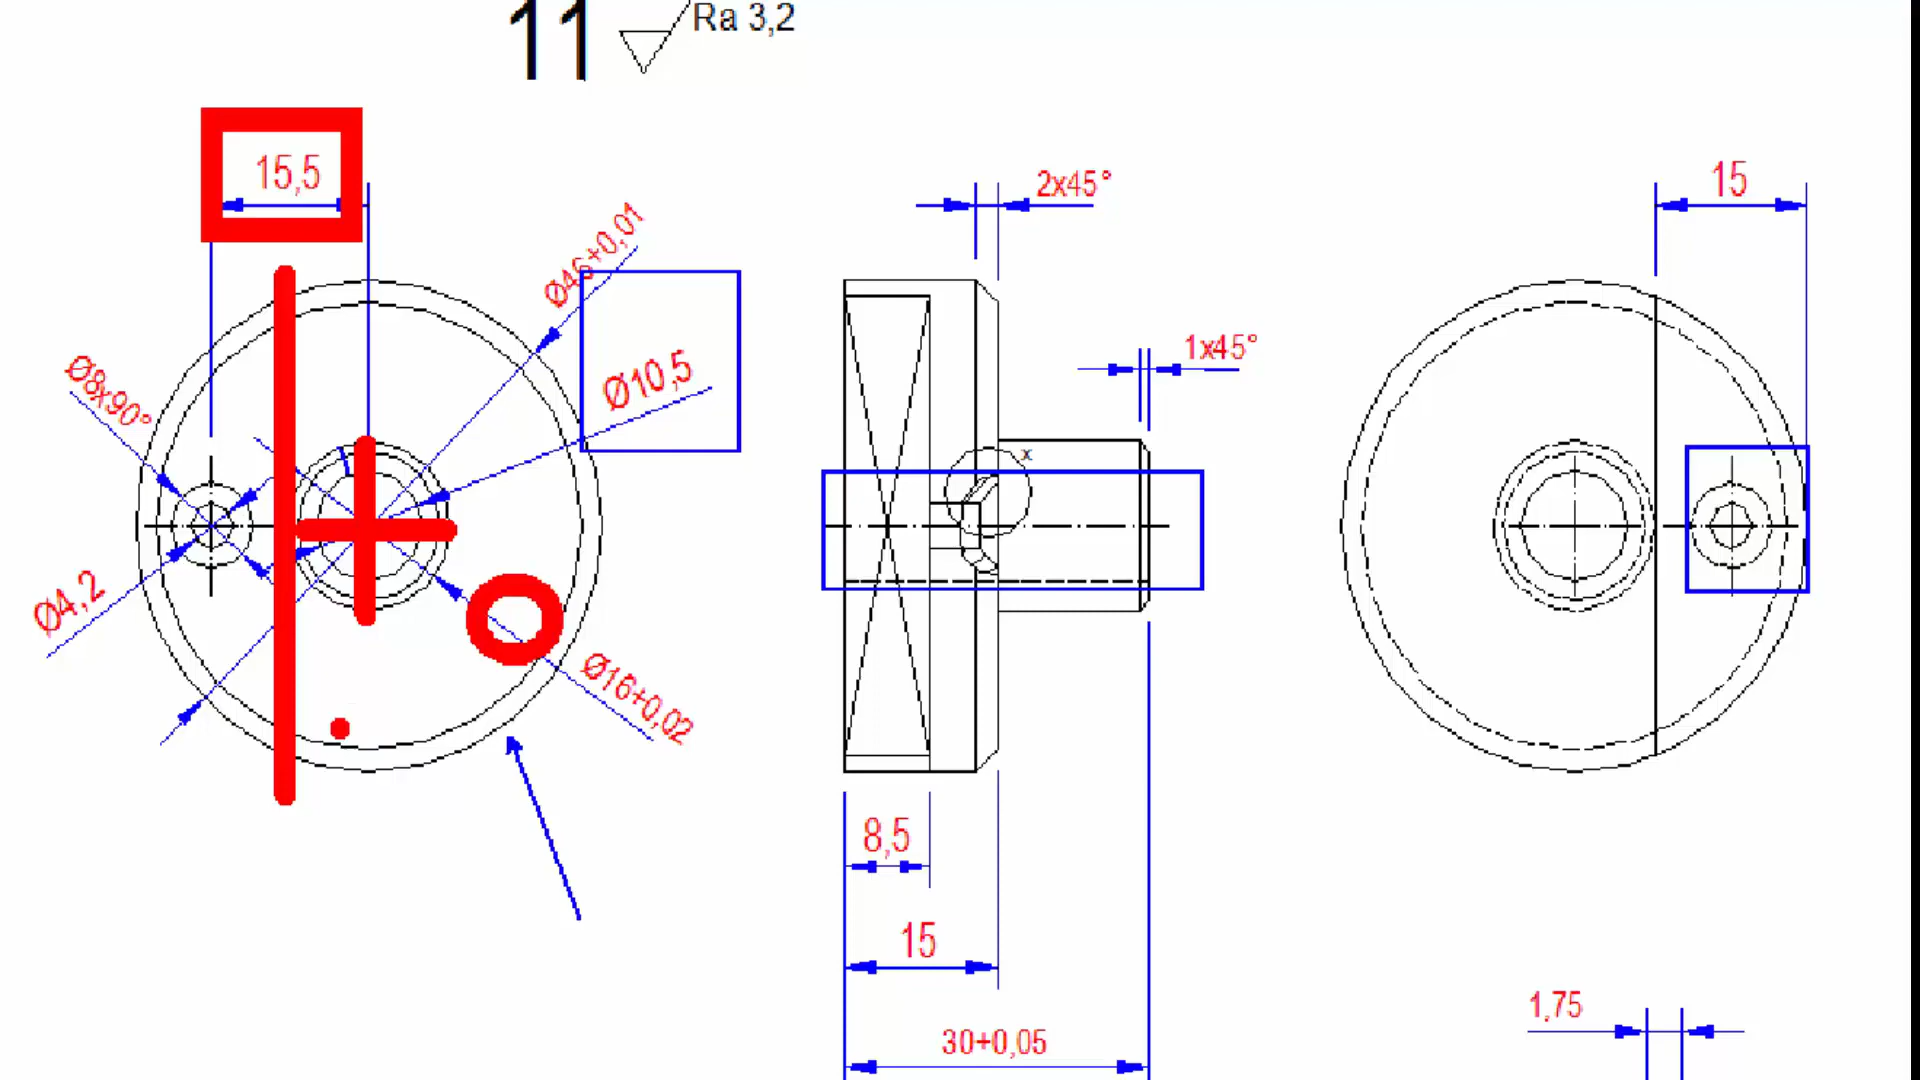 11 Ra 3,2
15,5
2x45°
15
Ø46+0,01
1x45°
Ø8x90°
Ø10,5
x
Ø4,2
Ø16+0,02
8,5
15
1,75
30+0,05